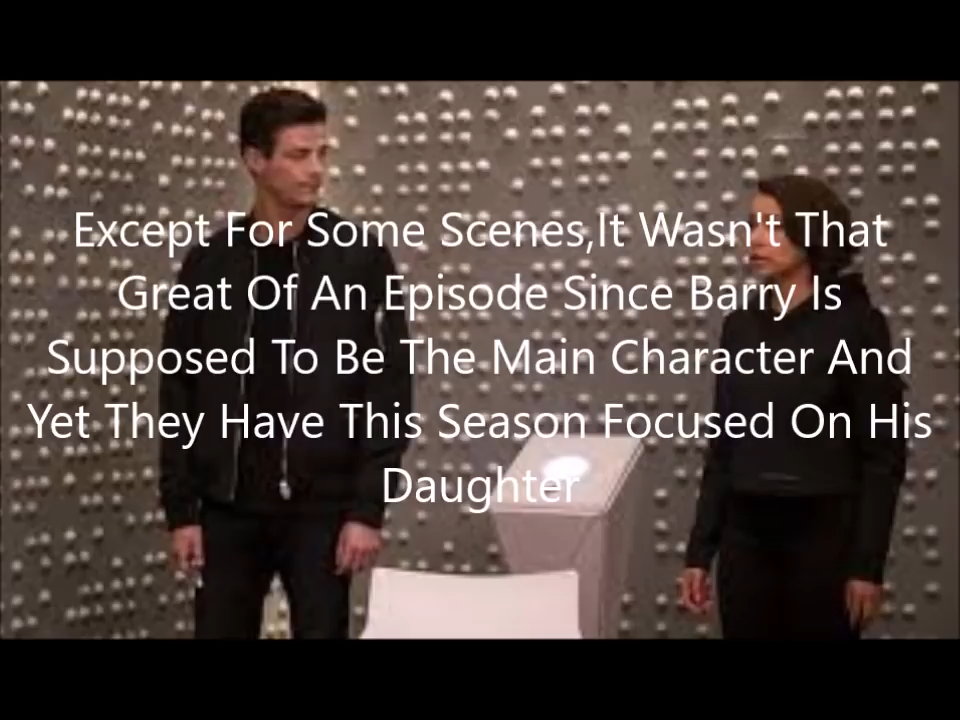 Except For Some Scenes,It Wasn't That
Great Of An Episode Since Barry Is
Supposed To Be The Main Character And
Yet They Have This Season Focused On His
Daughter